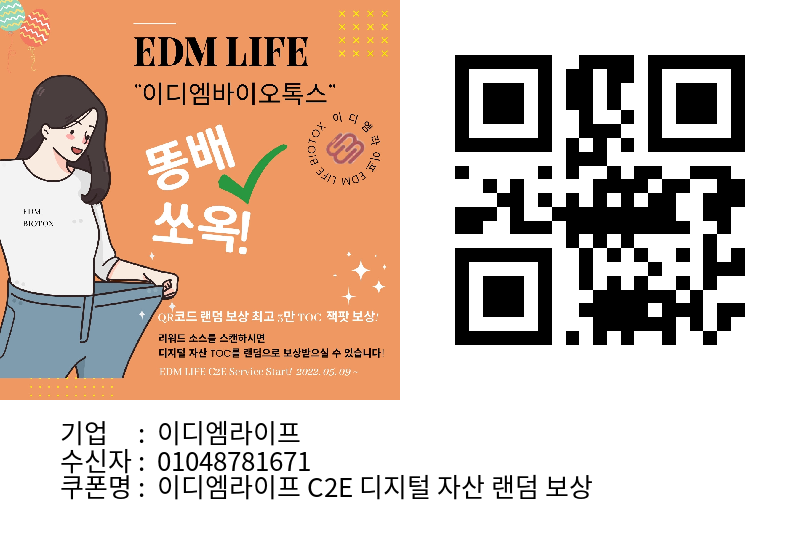 EDM LIFE
"이디엠바이오톡스"
이디엠라이프 EDM LIFE BIOTOX
똥배
쏘옥!
EDM
BIOTOX
QR코드 랜덤 보상 최고 5만 TOC 잭팟 보상!
리워드 소스를 스캔하시면
디지털 자산 TOC를 랜덤으로 보상받으실 수 있습니다!
EDM LIFE C2E Service Start! 2022. 05. 09 ~
기업 : 이디엠라이프
수신자 : 01048781671
쿠폰명 : 이디엠라이프 C2E 디지털 자산 랜덤 보상